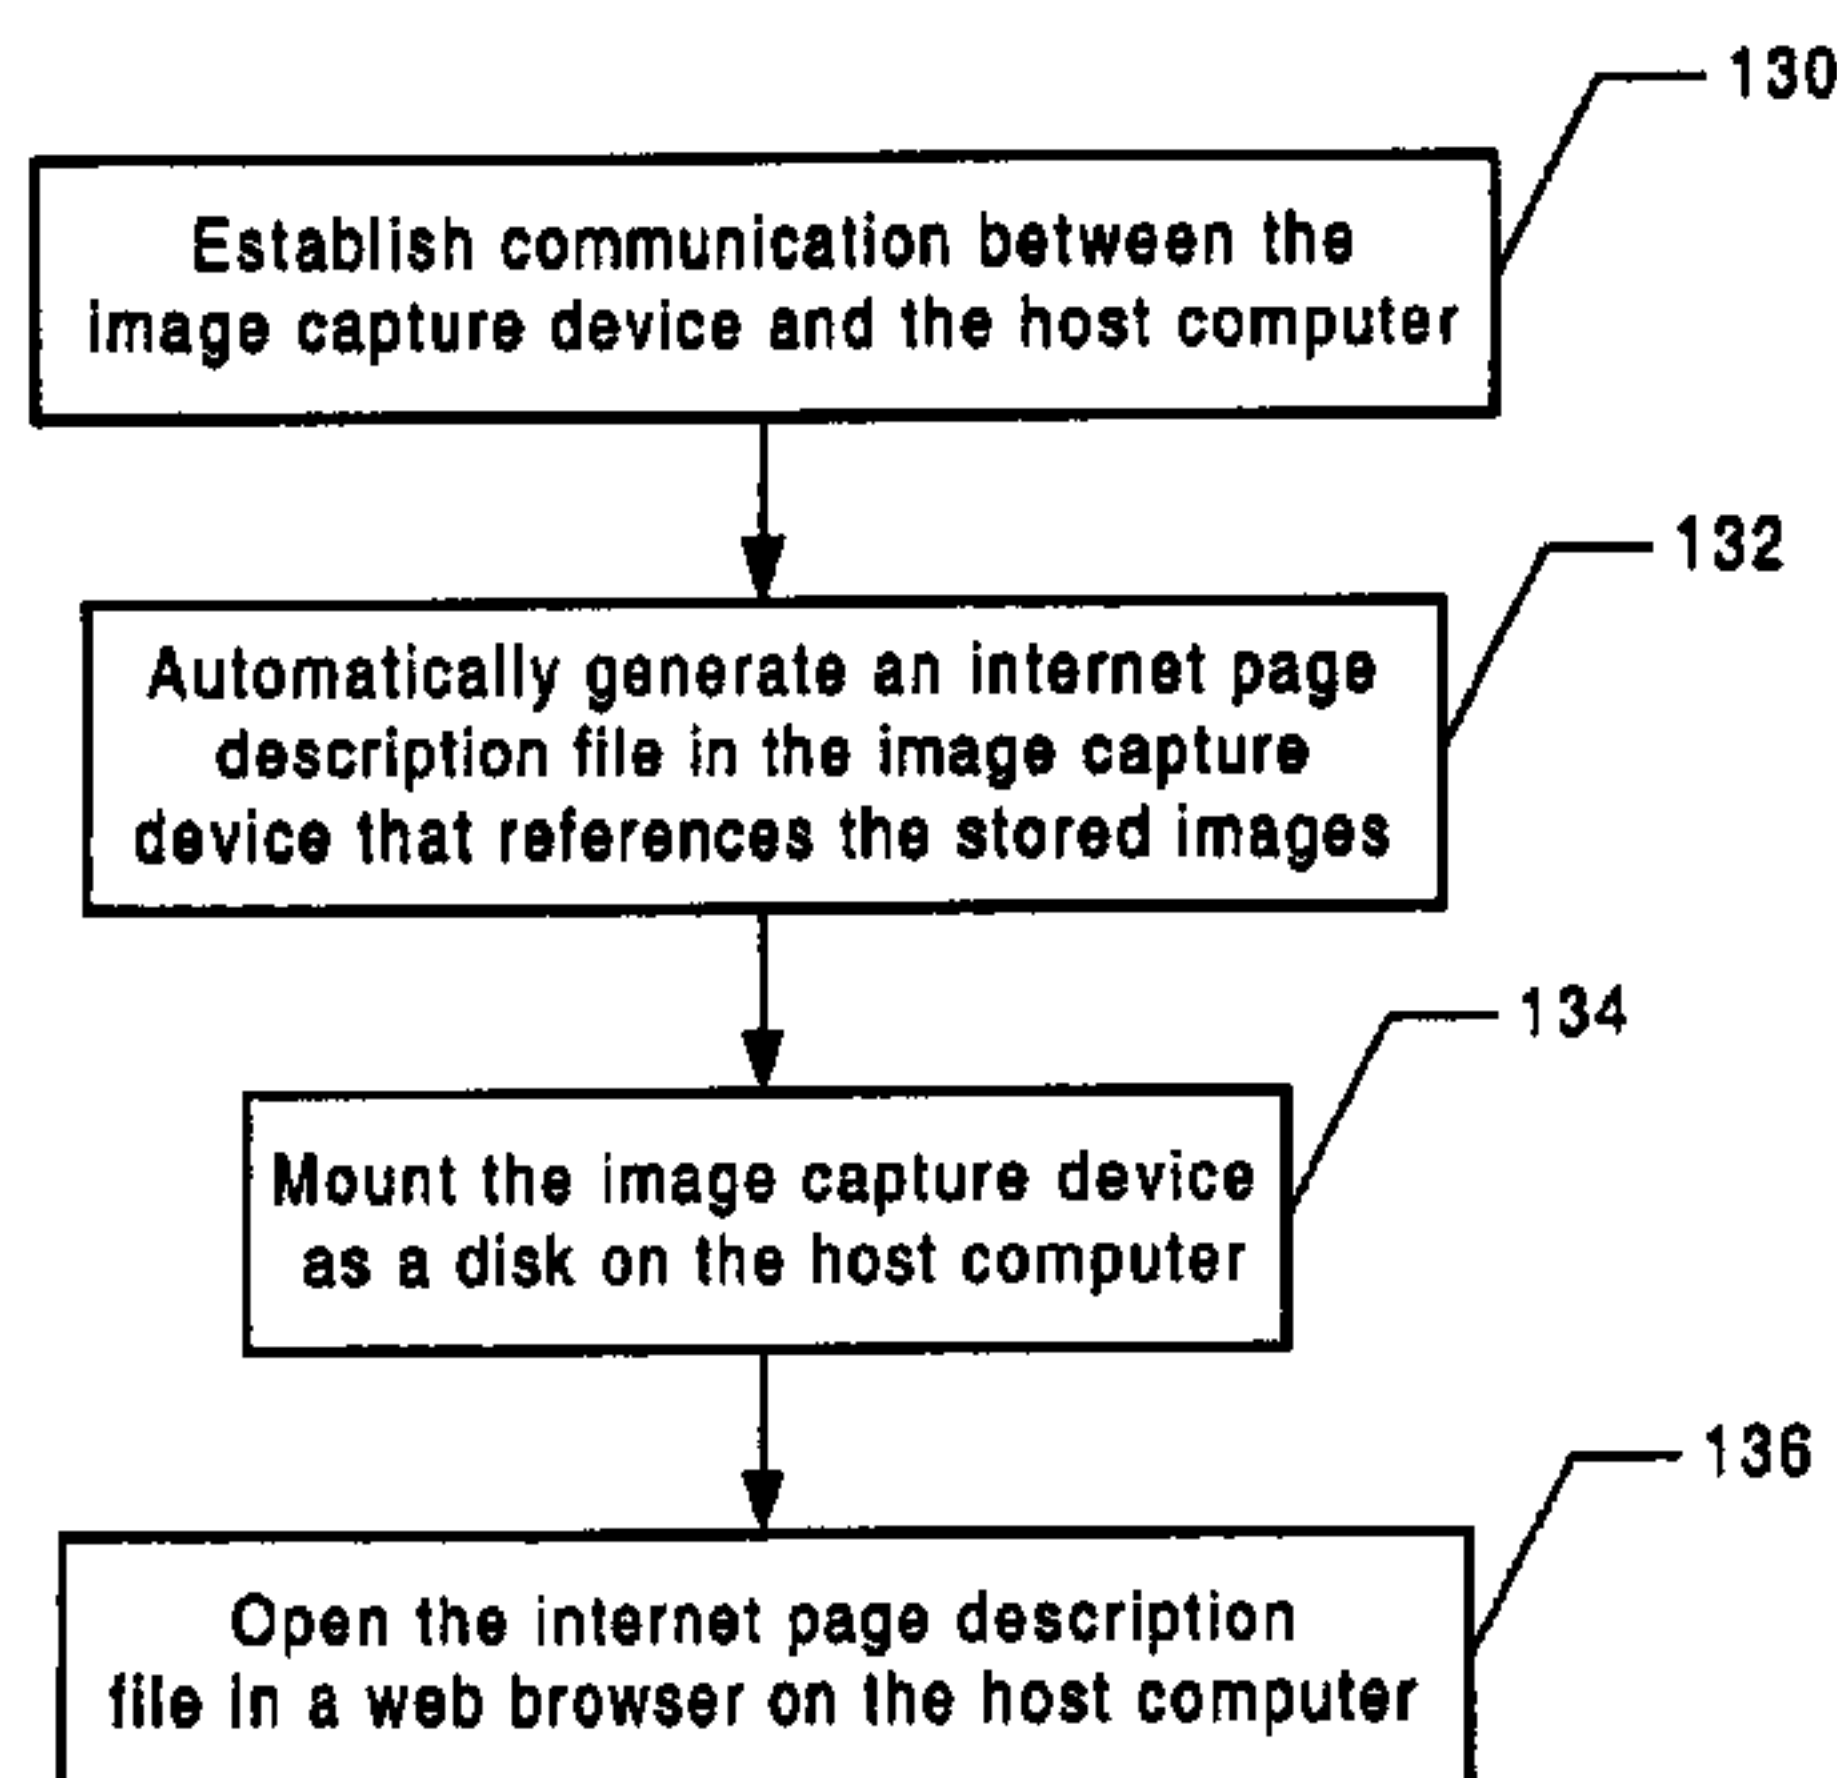 130
Establish communication between the
image capture device and the host computer
132
Automatically generate an internet page
description file in the image capture
device that references the stored images
134
Mount the image capture device
as a disk on the host computer
136
Open the internet page description
file in a web browser on the host computer